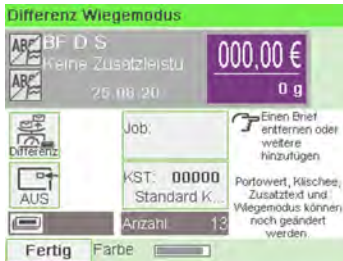 Differenz Wiegemodus
BF D S
Keine Zusatzleistu
25.08.20
000,00 €
0 g
Differenz
Job:
Einen Brief
entfernen oder
weitere
hinzufügen
AUS
KST: 00000
Standard K...
Portowert, Klischee,
Zusatztext und
Wiegemodus können
noch geändert
werden
Anzahl 13
Fertig
Farbe